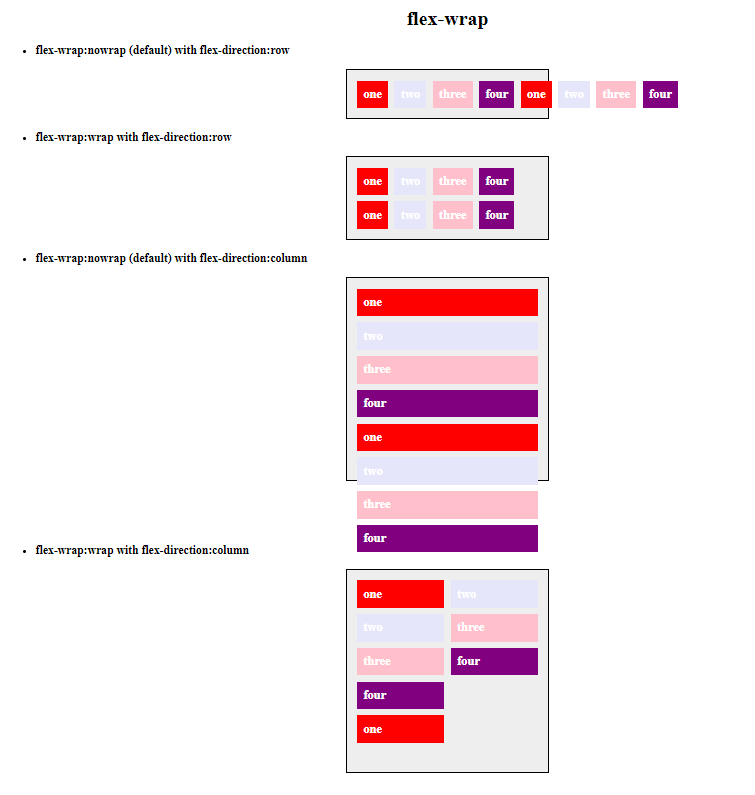 flex-wrap
• flex-wrap:nowrap (default) with flex-direction:row
one two three four one two three four
• flex-wrap:wrap with flex-direction:row
one two three four
one two three four
• flex-wrap:nowrap (default) with flex-direction:column
one
two
three
four
one
two
three
four
• flex-wrap:wrap with flex-direction:column
one two
two three
three four
four
one